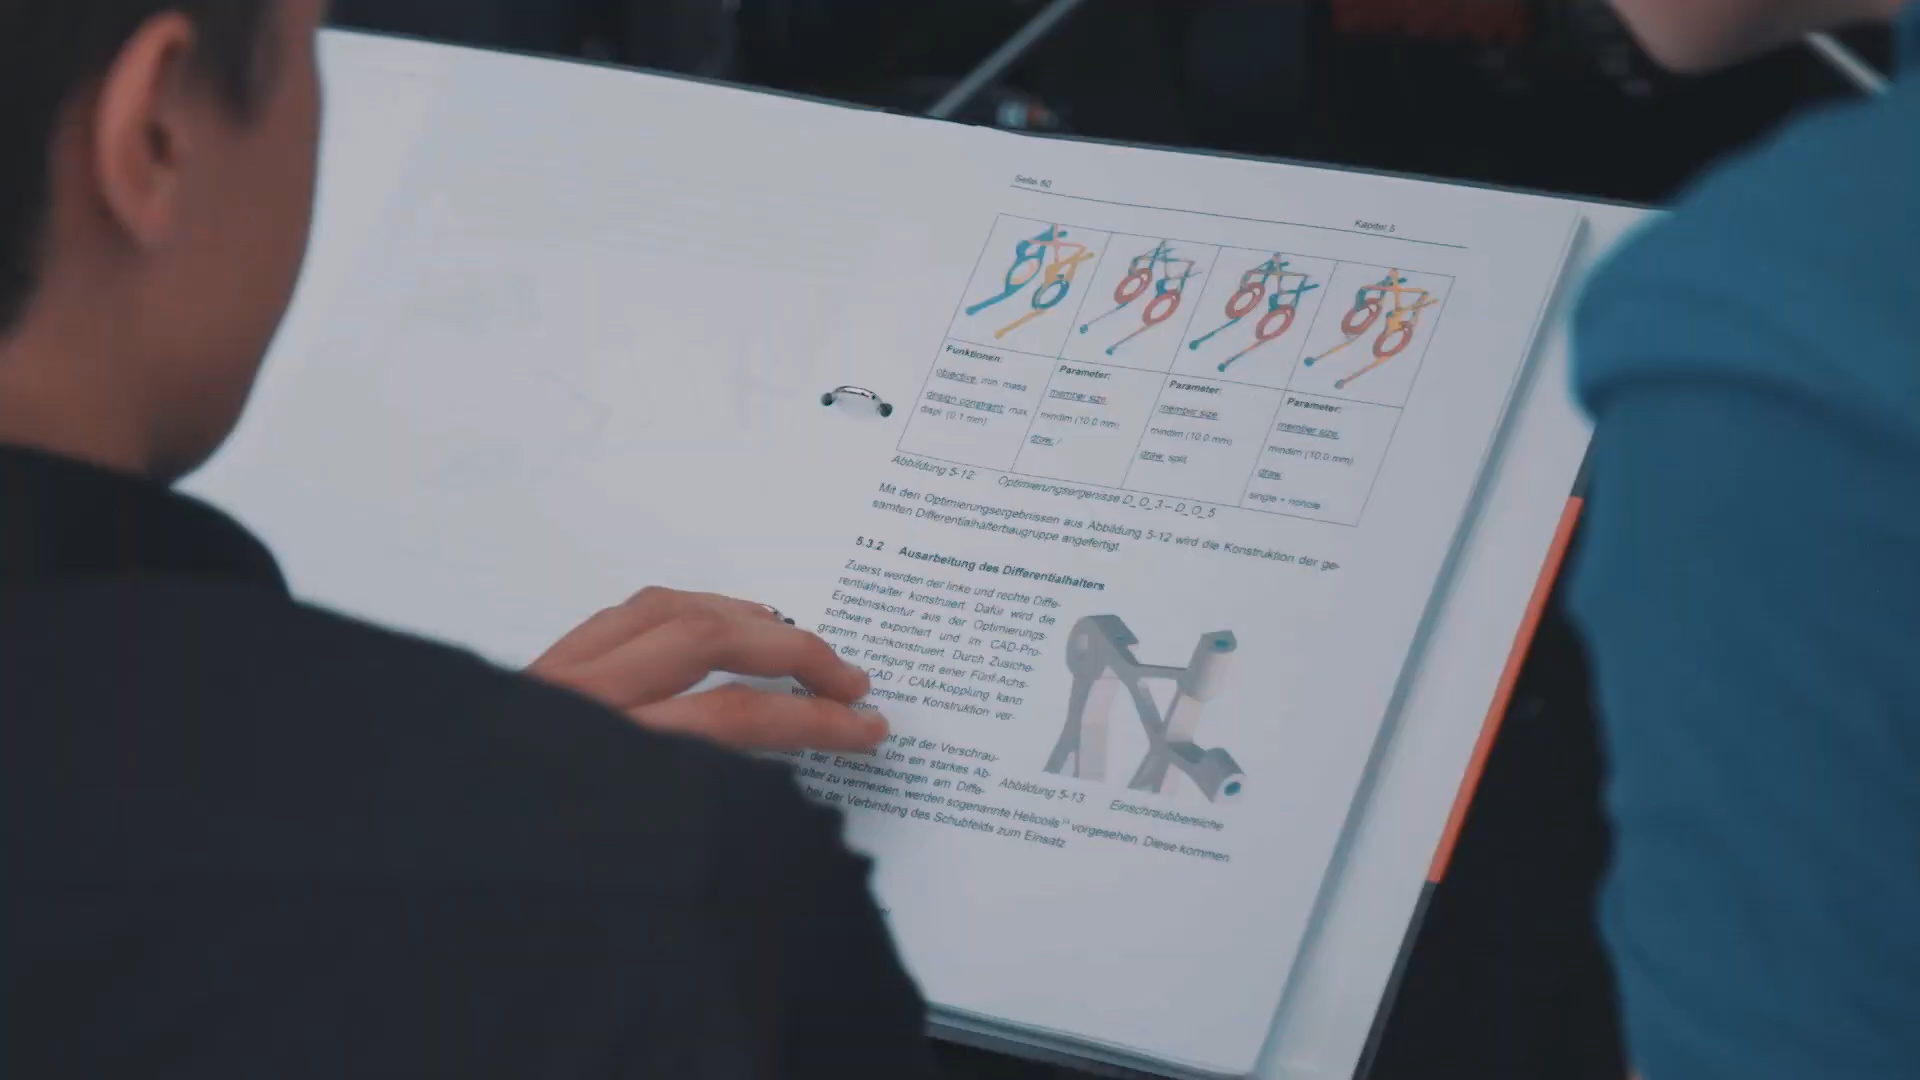 Seite 60
Kapitel 5
Funktionen:
objective: min mass
design constraint: max
displ. (0.1 mm)
Parameter:
member size:
mindim (10.0 mm)
draw: /
Parameter:
member size:
mindim (10.0 mm)
draw: split
Parameter:
member size:
mindim (10.0 mm)
draw:
single + nohole
Abbildung 5-12: Optimierungsergenisse D_O_3 – D_O_5
Mit den Optimierungsergebnissen aus Abbildung 5-12 wird die Konstruktion der ge-
samten Differentialhalterbaugruppe angefertigt.
5.3.2 Ausarbeitung des Differentialhalters
Zuerst werden der linke und rechte Diffe-
rentialhalter konstruiert. Dafür wird die
Ergebniskontur aus der Optimierungs-
software exportiert und im CAD-Pro-
gramm nachkonstruiert. Durch Zusiche-
der Fertigung mit einer Fünf-Achs-
CAD / CAM-Kopplung kann
komplexe Konstruktion ver-
gilt der Verschrau-
Um ein starkes Ab-
der Einschraubungen am Diffe-
zu vermeiden, werden sogenannte Helicoils vorgesehen. Diese kommen
bei der Verbindung des Schubfelds zum Einsatz
Abbildung 5-13 Einschraubbereiche